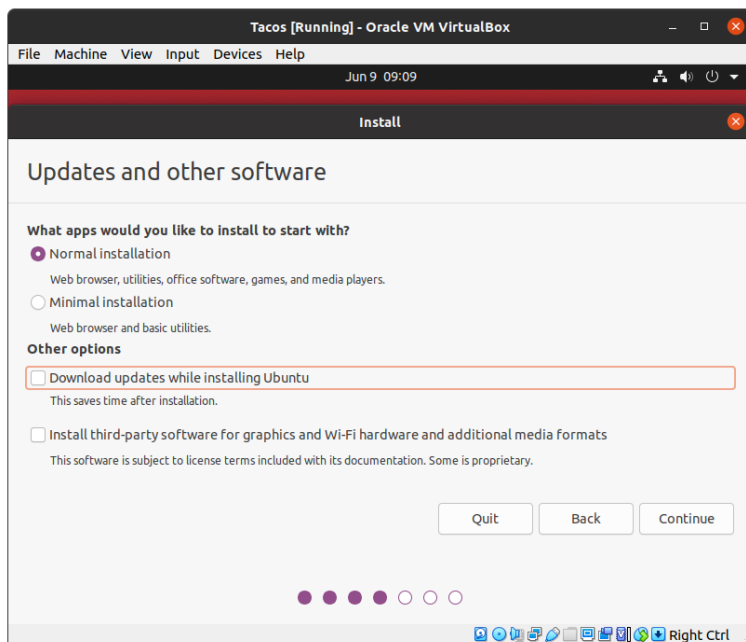 Tacos [Running] - Oracle VM VirtualBox
File Machine View Input Devices Help
Jun 9 09:09
Install
Updates and other software
What apps would you like to install to start with?
Normal installation
Web browser, utilities, office software, games, and media players.
Minimal installation
Web browser and basic utilities.
Other options
Download updates while installing Ubuntu
This saves time after installation.
Install third-party software for graphics and Wi-Fi hardware and additional media formats
This software is subject to license terms included with its documentation. Some is proprietary.
Quit Back Continue
Right Ctrl